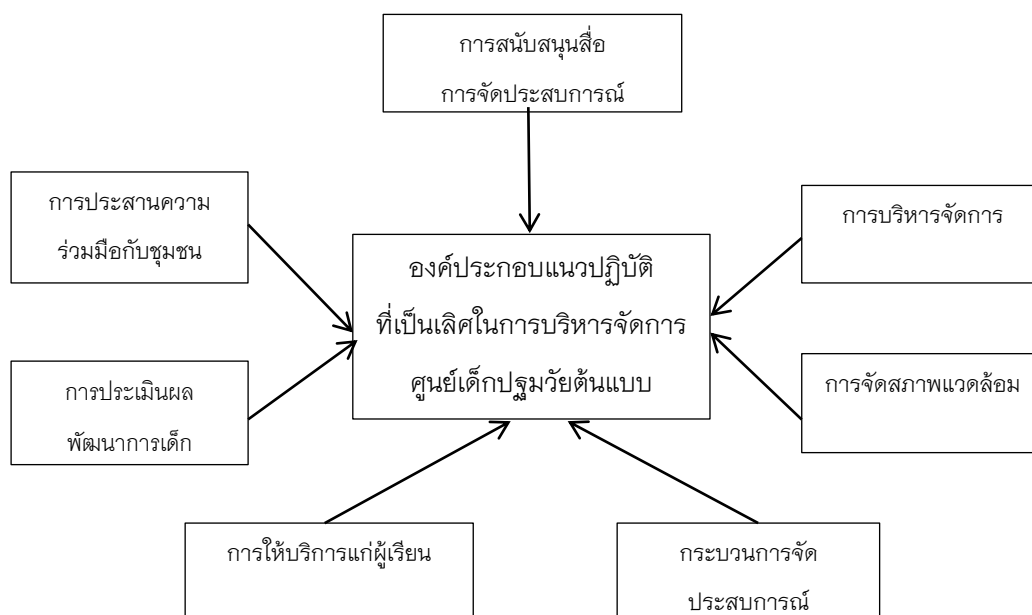 การสนับสนุนสื่อ
การจัดประสบการณ์
การประสานความ
ร่วมมือกับชุมชน
การบริหารจัดการ
องค์ประกอบแนวปฏิบัติ
ที่เป็นเลิศในการบริหารจัดการ
ศูนย์เด็กปฐมวัยต้นแบบ
การประเมินผล
พัฒนาการเด็ก
การจัดสภาพแวดล้อม
การให้บริการแก่ผู้เรียน
กระบวนการจัด
ประสบการณ์